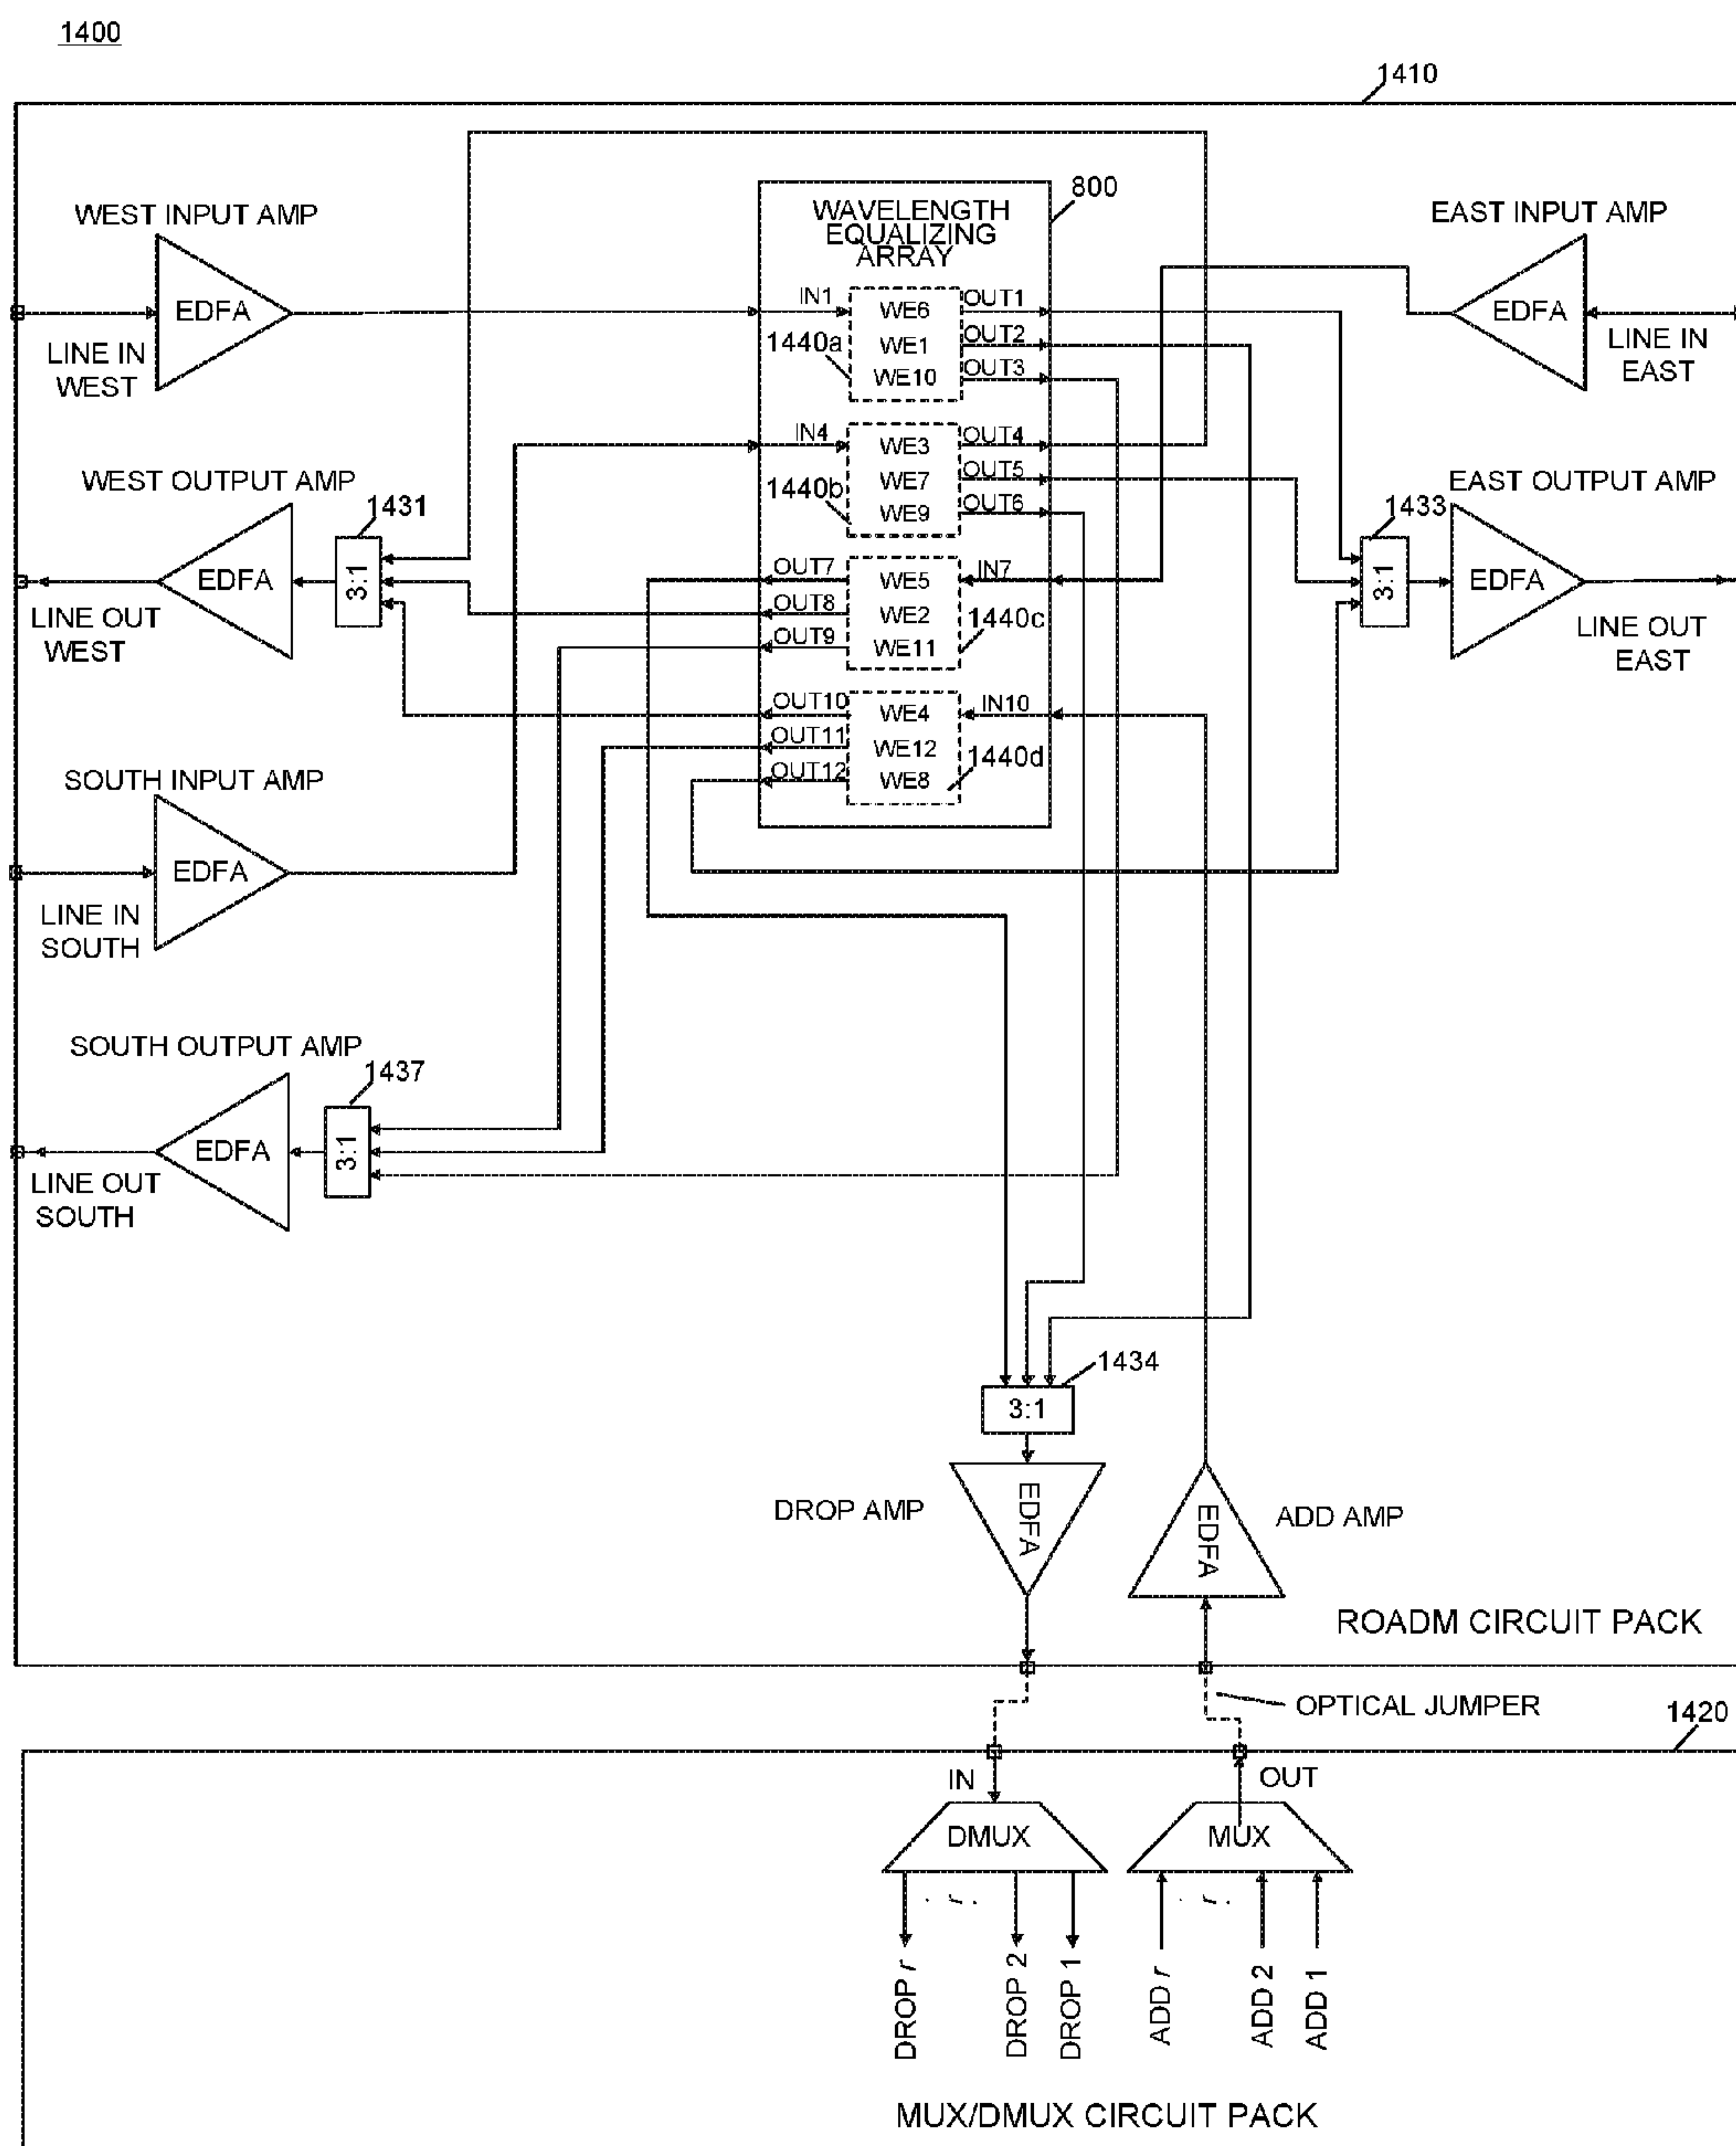 1400
1410
WEST INPUT AMP
EDFA
LINE IN
WEST
WAVELENGTH
EQUALIZING
ARRAY
800
EAST INPUT AMP
EDFA
LINE IN
EAST
IN1
WE6
OUT1
1440a
WE1
OUT2
WE10
OUT3
IN4
WE3
OUT4
1440b
WE7
OUT5
WE9
OUT6
OUT7
WE5
IN7
OUT8
WE2
1440c
OUT9
WE11
OUT10
WE4
IN10
OUT11
WE12
1440d
OUT12
WE8
WEST OUTPUT AMP
1431
EDFA
3:1
LINE OUT
WEST
EAST OUTPUT AMP
1433
3:1
EDFA
LINE OUT
EAST
SOUTH INPUT AMP
EDFA
LINE IN
SOUTH
SOUTH OUTPUT AMP
1437
EDFA
3:1
LINE OUT
SOUTH
1434
3:1
DROP AMP
EDFA
EDFA
ADD AMP
ROADM CIRCUIT PACK
OPTICAL JUMPER
1420
IN
OUT
DMUX
MUX
r
r
DROP r
DROP 2
DROP 1
ADD r
ADD 2
ADD 1
MUX/DMUX CIRCUIT PACK